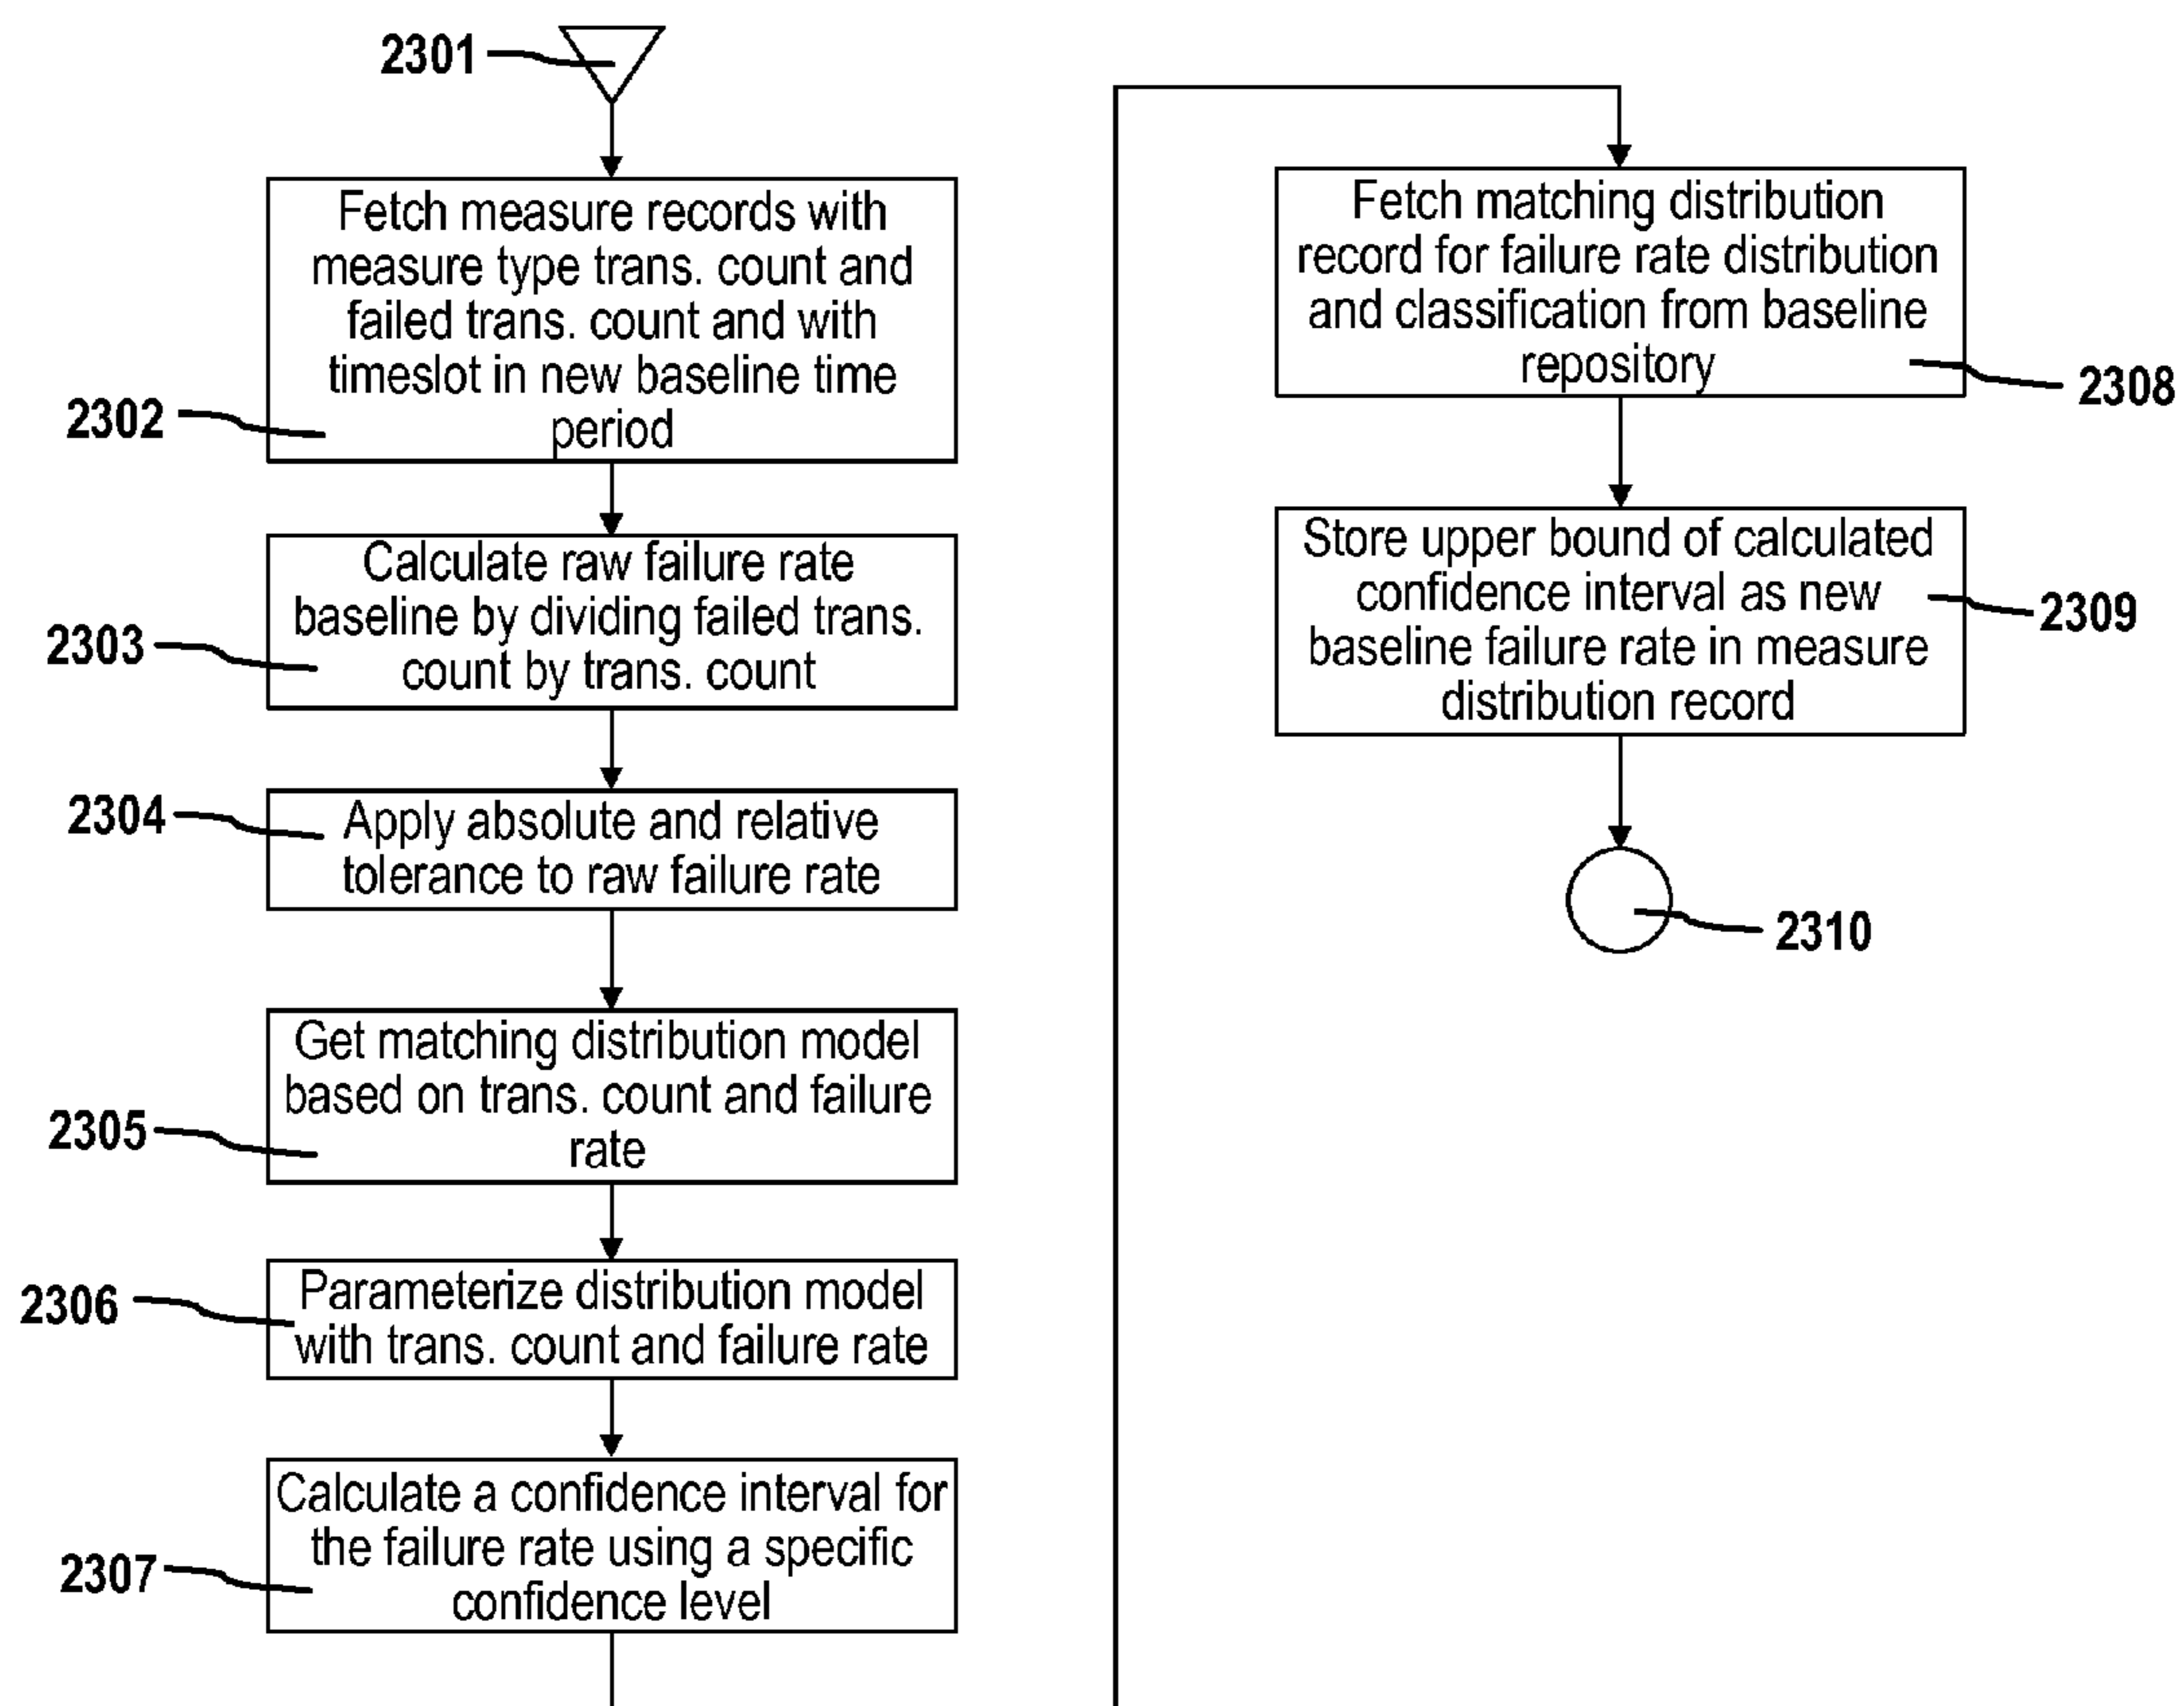 2301
Fetch measure records with
measure type trans. count and
failed trans. count and with
timeslot in new baseline time
period
2302
Calculate raw failure rate
baseline by dividing failed trans.
count by trans. count
2303
2304
Apply absolute and relative
tolerance to raw failure rate
Get matching distribution model
based on trans. count and failure
rate
2305
Parameterize distribution model
with trans. count and failure rate
2306
Calculate a confidence interval for
the failure rate using a specific
confidence level
2307
Fetch matching distribution
record for failure rate distribution
and classification from baseline
repository
2308
Store upper bound of calculated
confidence interval as new
baseline failure rate in measure
distribution record
2309
2310